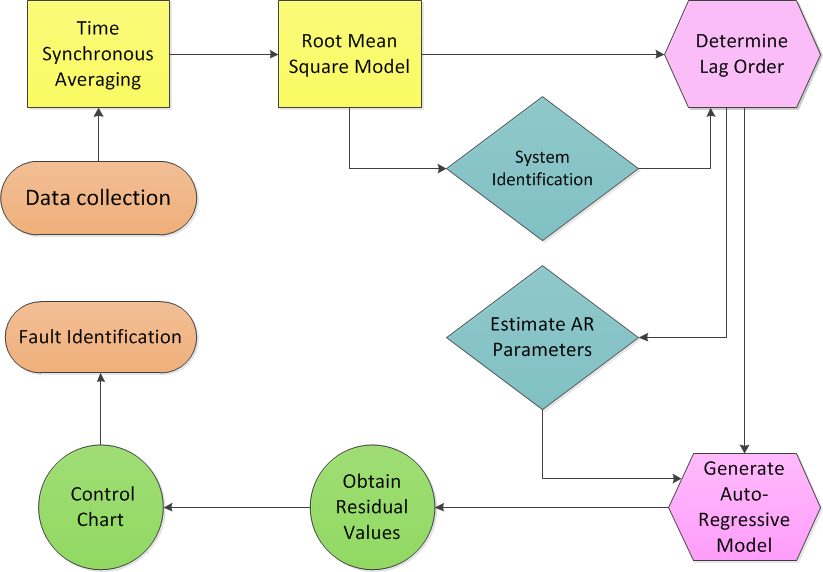 Time
Synchronous
Averaging
Root Mean
Square Model
Determine
Lag Order
System
Identification
Data collection
Fault Identification
Estimate AR
Parameters
Generate
Auto-
Regressive
Model
Obtain
Residual
Values
Control
Chart